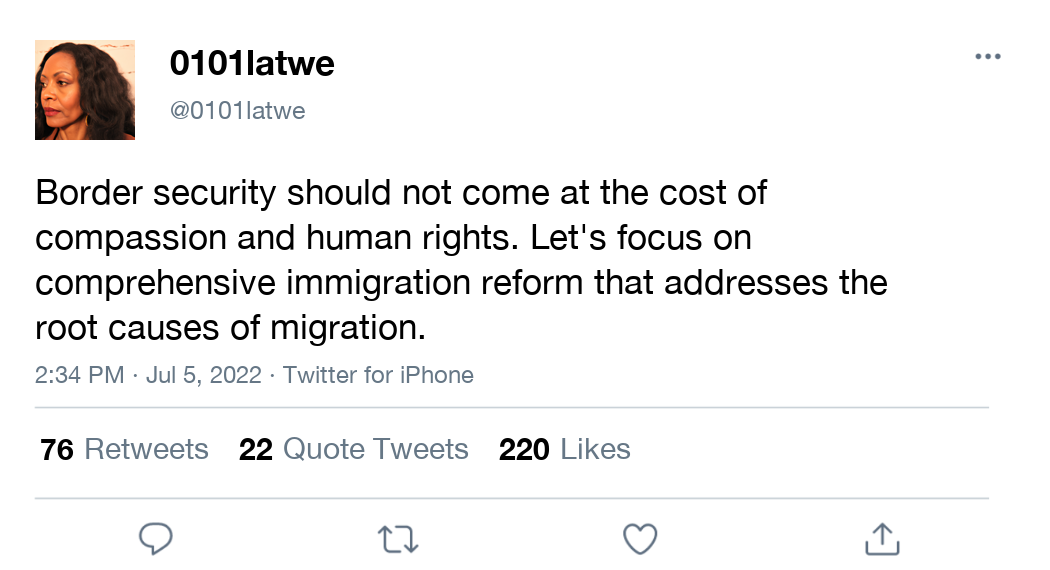 0101latwe
@0101latwe
Border security should not come at the cost of
compassion and human rights. Let's focus on
comprehensive immigration reform that addresses the
root causes of migration.
2:34 PM · Jul 5, 2022 · Twitter for iPhone
76 Retweets 22 Quote Tweets 220 Likes